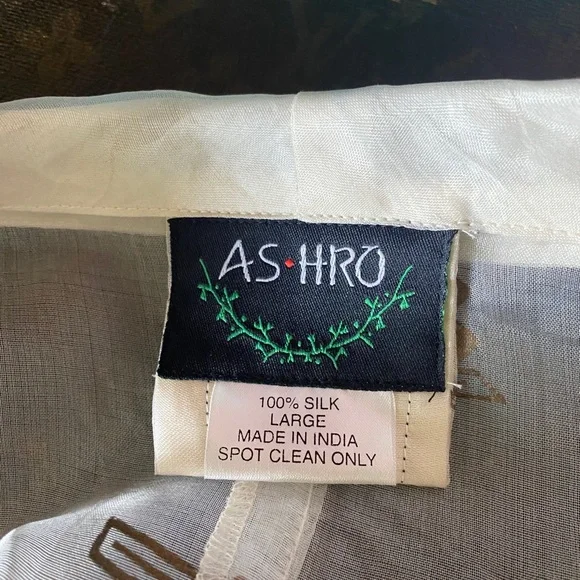 AS•HRO
100% SILK
LARGE
MADE IN INDIA
SPOT CLEAN ONLY